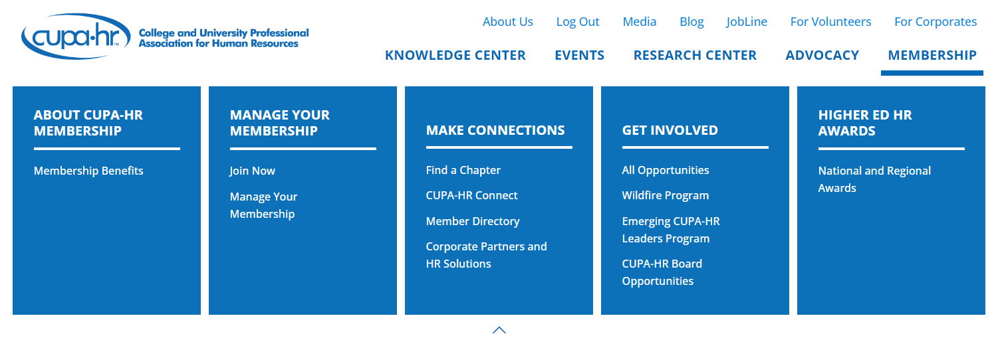 cupa-hr™
College and University Professional
Association for Human Resources
About Us Log Out Media Blog JobLine For Volunteers For Corporates
KNOWLEDGE CENTER EVENTS RESEARCH CENTER ADVOCACY MEMBERSHIP
ABOUT CUPA-HR
MEMBERSHIP
Membership Benefits
MANAGE YOUR
MEMBERSHIP
Join Now
Manage Your
Membership
MAKE CONNECTIONS
Find a Chapter
CUPA-HR Connect
Member Directory
Corporate Partners and
HR Solutions
GET INVOLVED
All Opportunities
Wildfire Program
Emerging CUPA-HR
Leaders Program
CUPA-HR Board
Opportunities
HIGHER ED HR
AWARDS
National and Regional
Awards